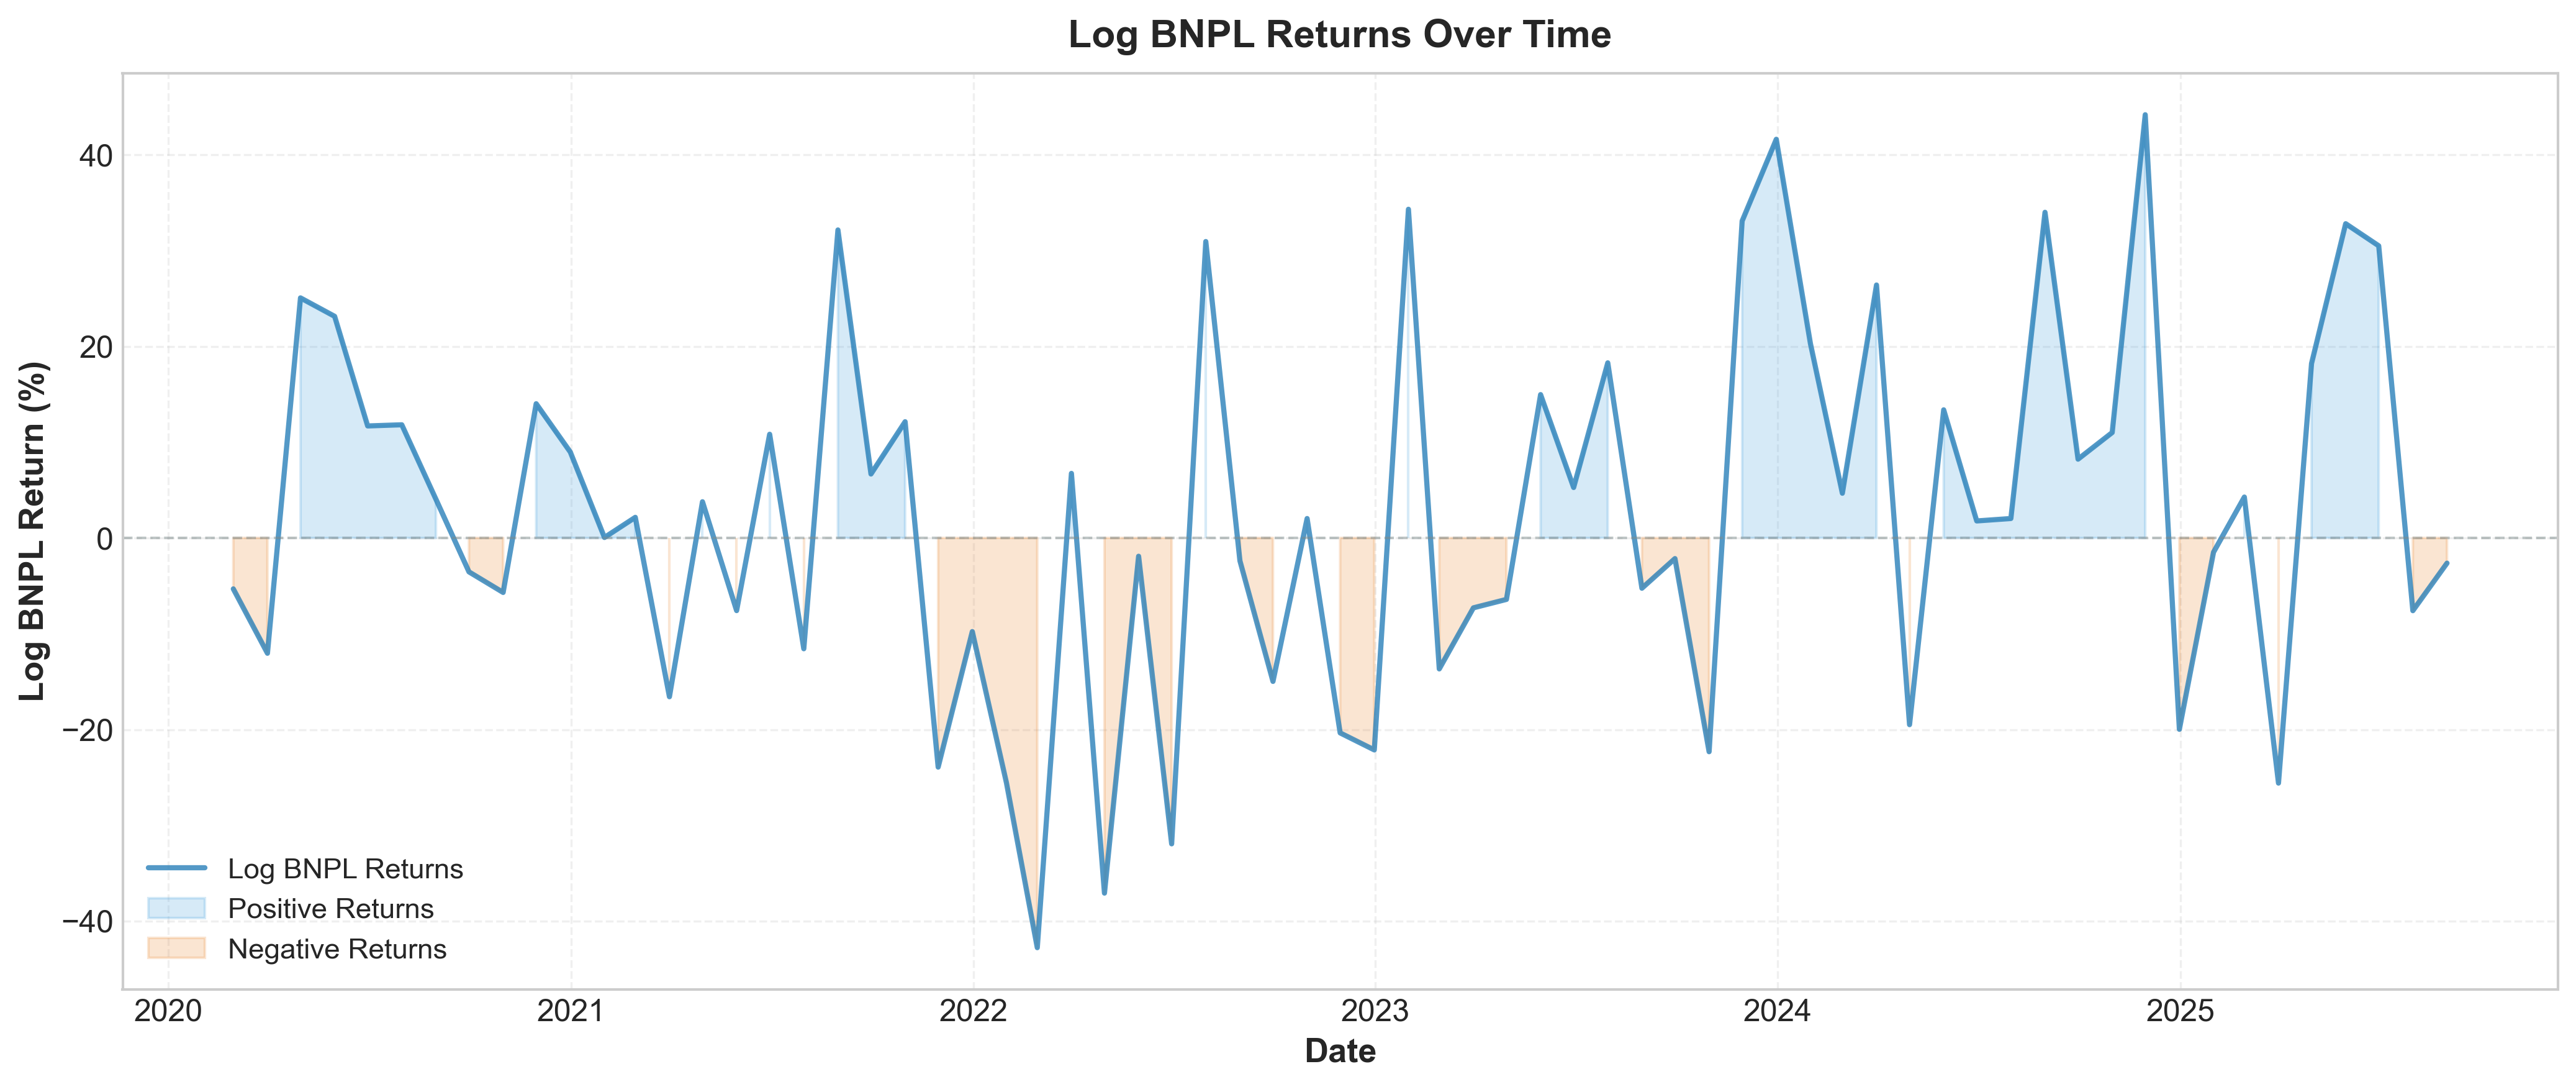 Log BNPL Returns Over Time
Log BNPL Return (%)
40
20
0
−20
−40
Log BNPL Returns
Positive Returns
Negative Returns
2020 2021 2022 2023 2024 2025
Date